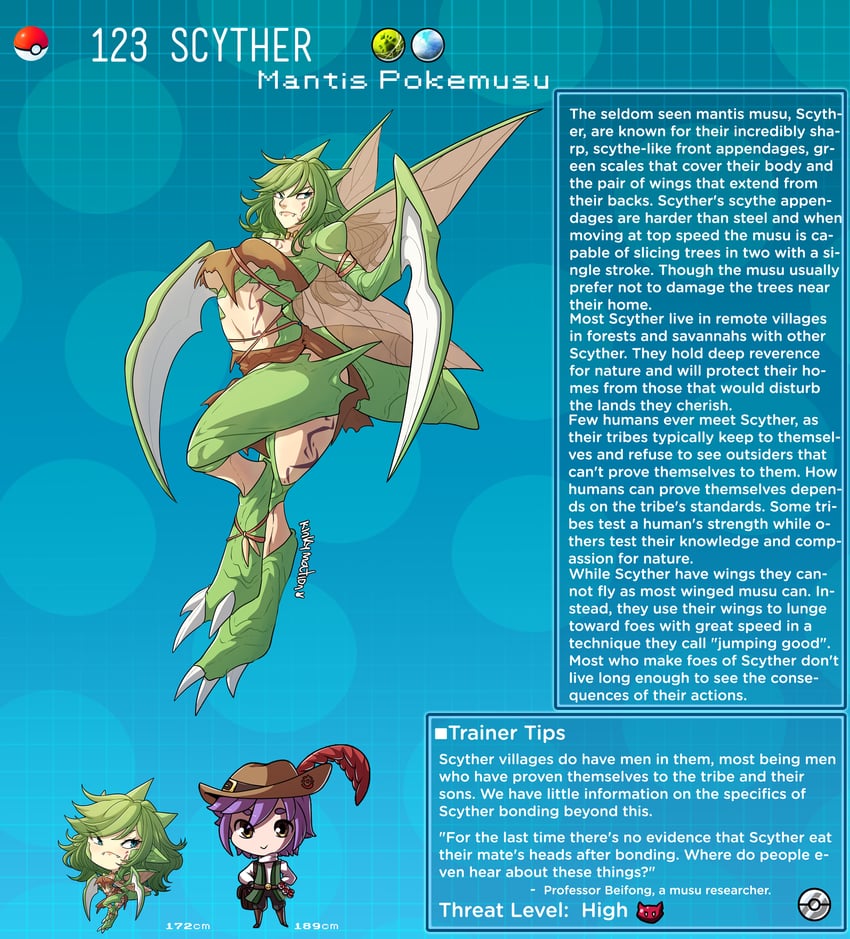 123 SCYTHER
Mantis Pokemusu
The seldom seen mantis musu, Scyth-
er, are known for their incredibly sha-
rp, scythe-like front appendages, gr-
een scales that cover their body and
the pair of wings that extend from
their backs. Scyther's scythe appen-
dages are harder than steel and when
moving at top speed the musu is ca-
pable of slicing trees in two with a si-
ngle stroke. Though the musu usually
prefer not to damage the trees near
their home.
Most Scyther live in remote villages
in forests and savannahs with other
Scyther. They hold deep reverence
for nature and will protect their ho-
mes from those that would disturb
the lands they cherish.
Few humans ever meet Scyther, as
their tribes typically keep to themsel-
ves and refuse to see outsiders that
can't prove themselves to them. How
humans can prove themselves depen-
ds on the tribe's standards. Some tri-
bes test a human's strength while o-
thers test their knowledge and comp-
assion for nature.
While Scyther have wings they can-
not fly as most winged musu can. In-
stead, they use their wings to lunge
toward foes with great speed in a
technique they call "jumping good".
Most who make foes of Scyther don't
live long enough to see the conse-
quences of their actions.
kinkymation
■Trainer Tips
Scyther villages do have men in them, most being men
who have proven themselves to the tribe and their
sons. We have little information on the specifics of
Scyther bonding beyond this.
"For the last time there's no evidence that Scyther eat
their mate's heads after bonding. Where do people e-
ven hear about these things?"
- Professor Beifong, a musu researcher.
Threat Level: High
172cm
189cm